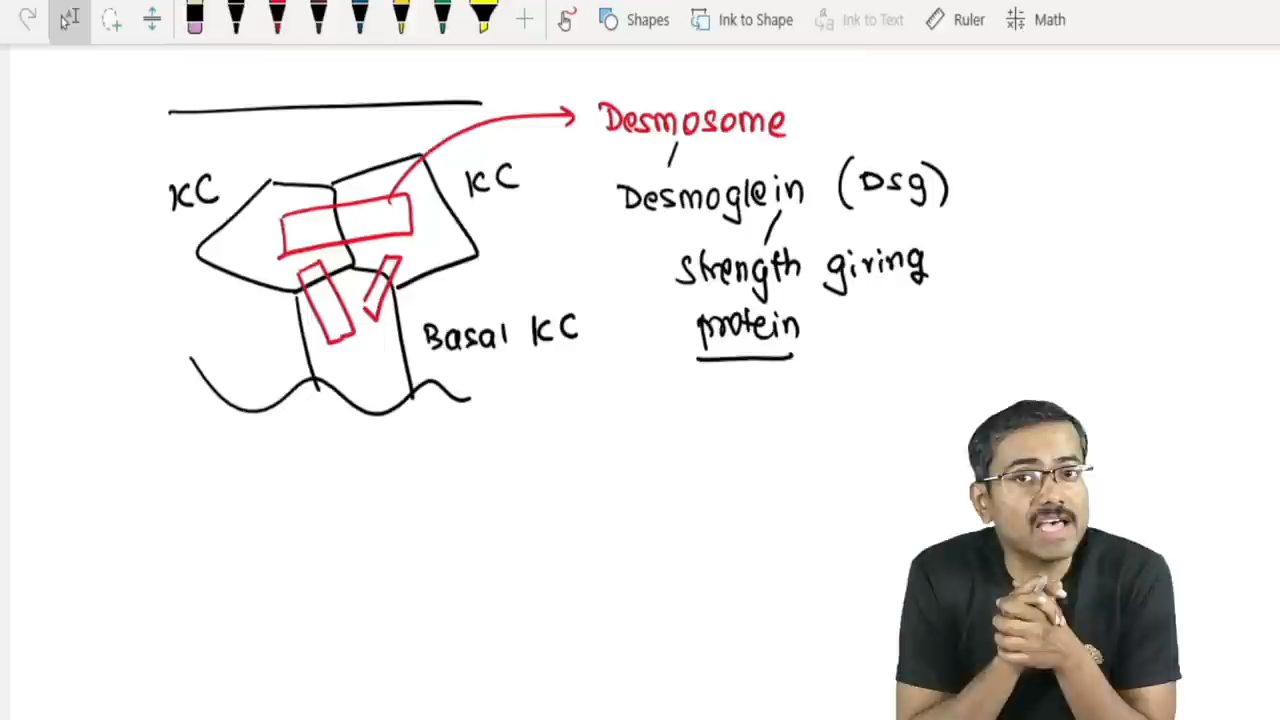 Shapes
Ink to Shape
Ink to Text
Ruler
Math
Desmosome
KC
KC
Desmoglein (Dsg)
Strength giving
protein
Basal KC